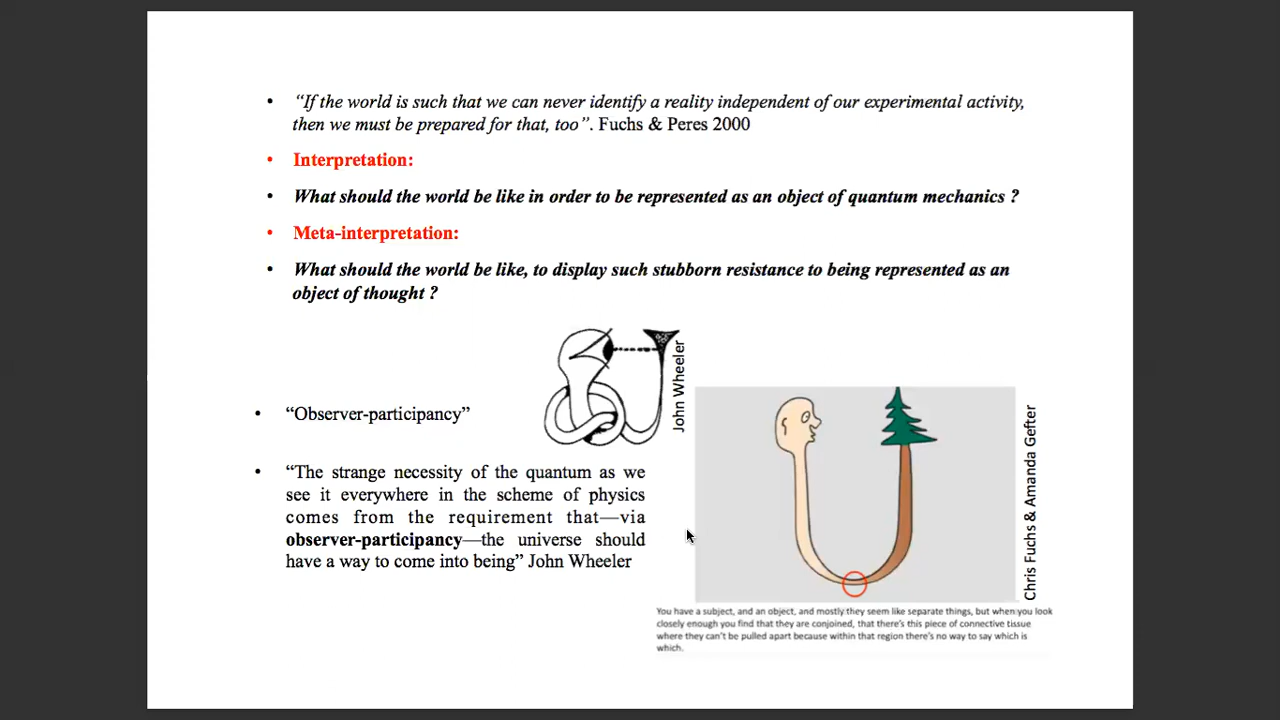 • “If the world is such that we can never identify a reality independent of our experimental activity,
then we must be prepared for that, too”. Fuchs & Peres 2000
• Interpretation:
• What should the world be like in order to be represented as an object of quantum mechanics ?
• Meta-interpretation:
• What should the world be like, to display such stubborn resistance to being represented as an
object of thought ?
John Wheeler
• “Observer-participancy”
• “The strange necessity of the quantum as we
see it everywhere in the scheme of physics
comes from the requirement that—via
observer-participancy—the universe should
have a way to come into being” John Wheeler
Chris Fuchs & Amanda Gefter
You have a subject, and an object, and mostly they seem like separate things, but when you look
closely enough you find that they are conjoined, that there's this piece of connective tissue
where they can't be pulled apart because within that region there's no way to say which is
which.